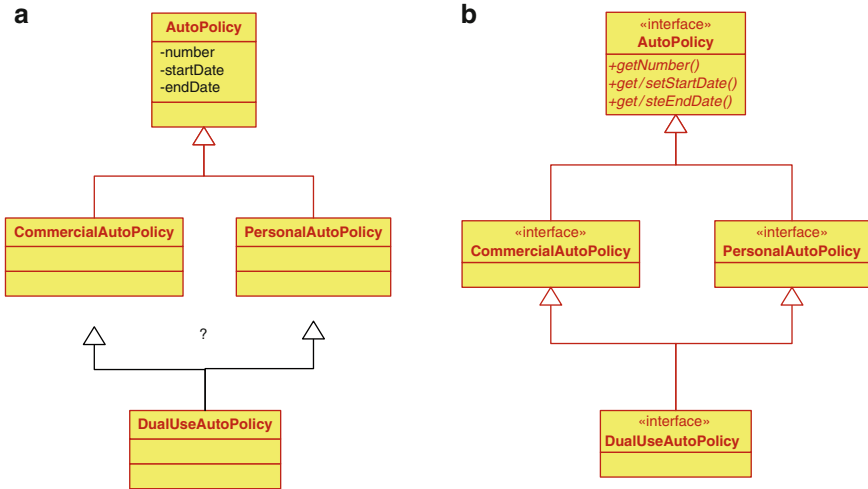 a
AutoPolicy
-number
-startDate
-endDate
CommercialAutoPolicy
PersonalAutoPolicy
?
DualUseAutoPolicy
b
«interface»
AutoPolicy
+getNumber()
+get/setStartDate()
+get/steEndDate()
«interface»
CommercialAutoPolicy
«interface»
PersonalAutoPolicy
«interface»
DualUseAutoPolicy